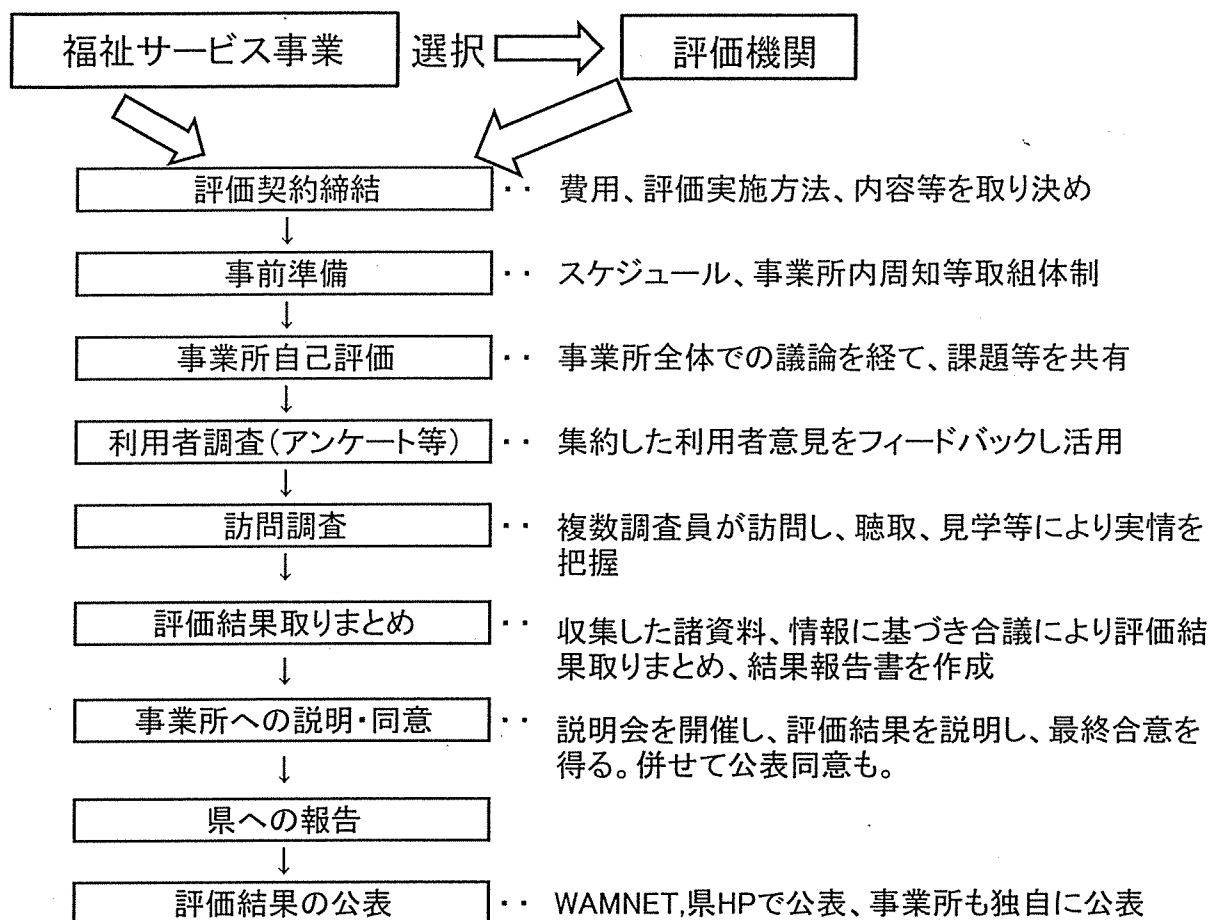 福祉サービス事業 選択 評価機関
評価契約締結 ‥ 費用、評価実施方法、内容等を取り決め
↓
事前準備 ‥ スケジュール、事業所内周知等取組体制
↓
事業所自己評価 ‥ 事業所全体での議論を経て、課題等を共有
↓
利用者調査(アンケート等) ‥ 集約した利用者意見をフィードバックし活用
↓
訪問調査 ‥ 複数調査員が訪問し、聴取、見学等により実情を
把握
↓
評価結果取りまとめ ‥ 収集した諸資料、情報に基づき合議により評価結
果取りまとめ、結果報告書を作成
↓
事業所への説明・同意 ‥ 説明会を開催し、評価結果を説明し、最終合意を
得る。併せて公表同意も。
↓
県への報告
↓
評価結果の公表 ‥ WAMNET,県HPで公表、事業所も独自に公表